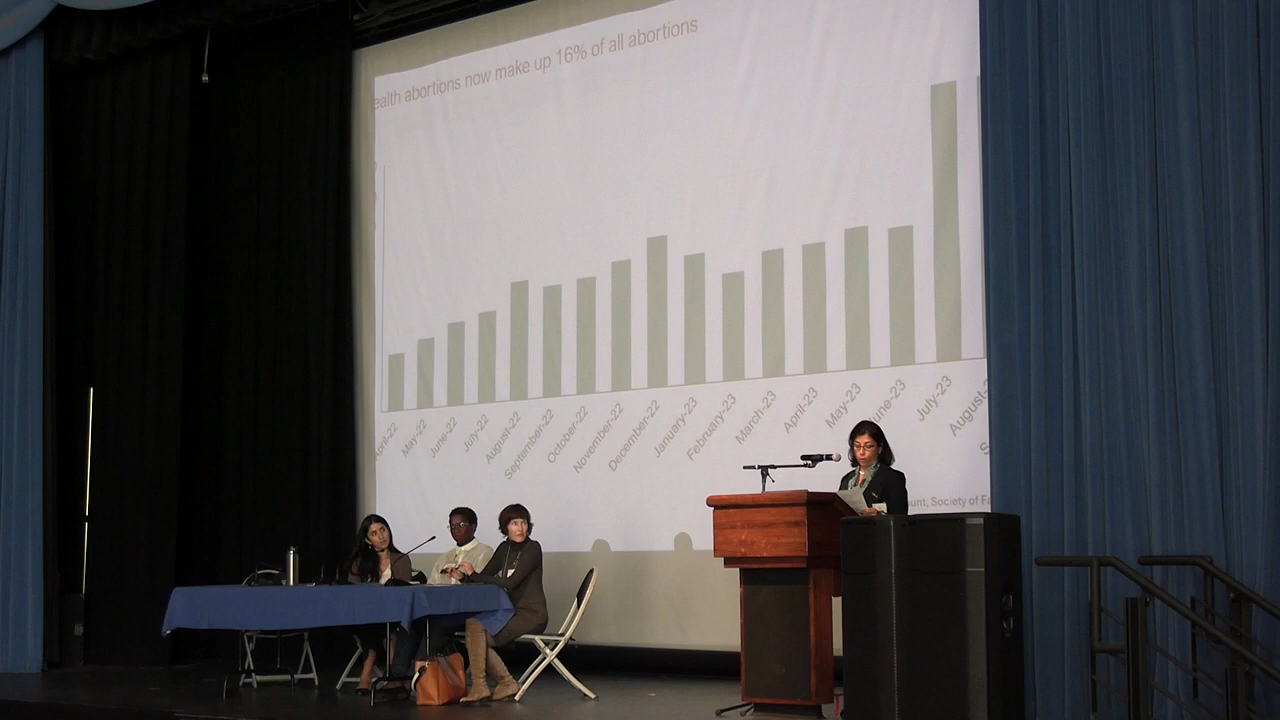 ealth abortions now make up 16% of all abortions
pril-22
May-22
June-22
July-22
August-22
September-22
October-22
November-22
December-22
January-23
February-23
March-23
April-23
May-23
June-23
July-23
August-
S
ount, Society of Fa